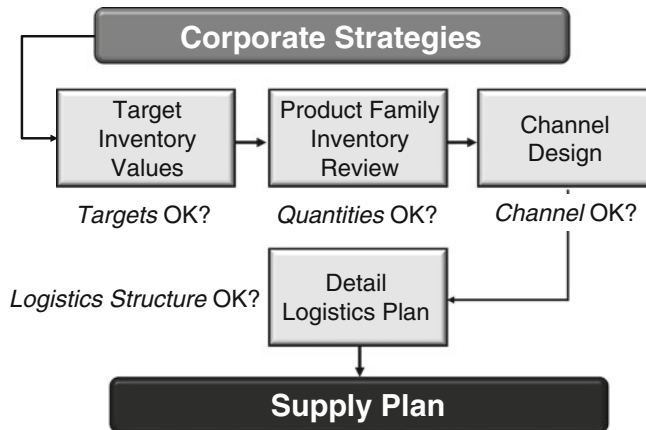 Corporate Strategies
Target
Inventory
Values
Product Family
Inventory
Review
Channel
Design
Targets OK?
Quantities OK?
Channel OK?
Logistics Structure OK?
Detail
Logistics Plan
Supply Plan